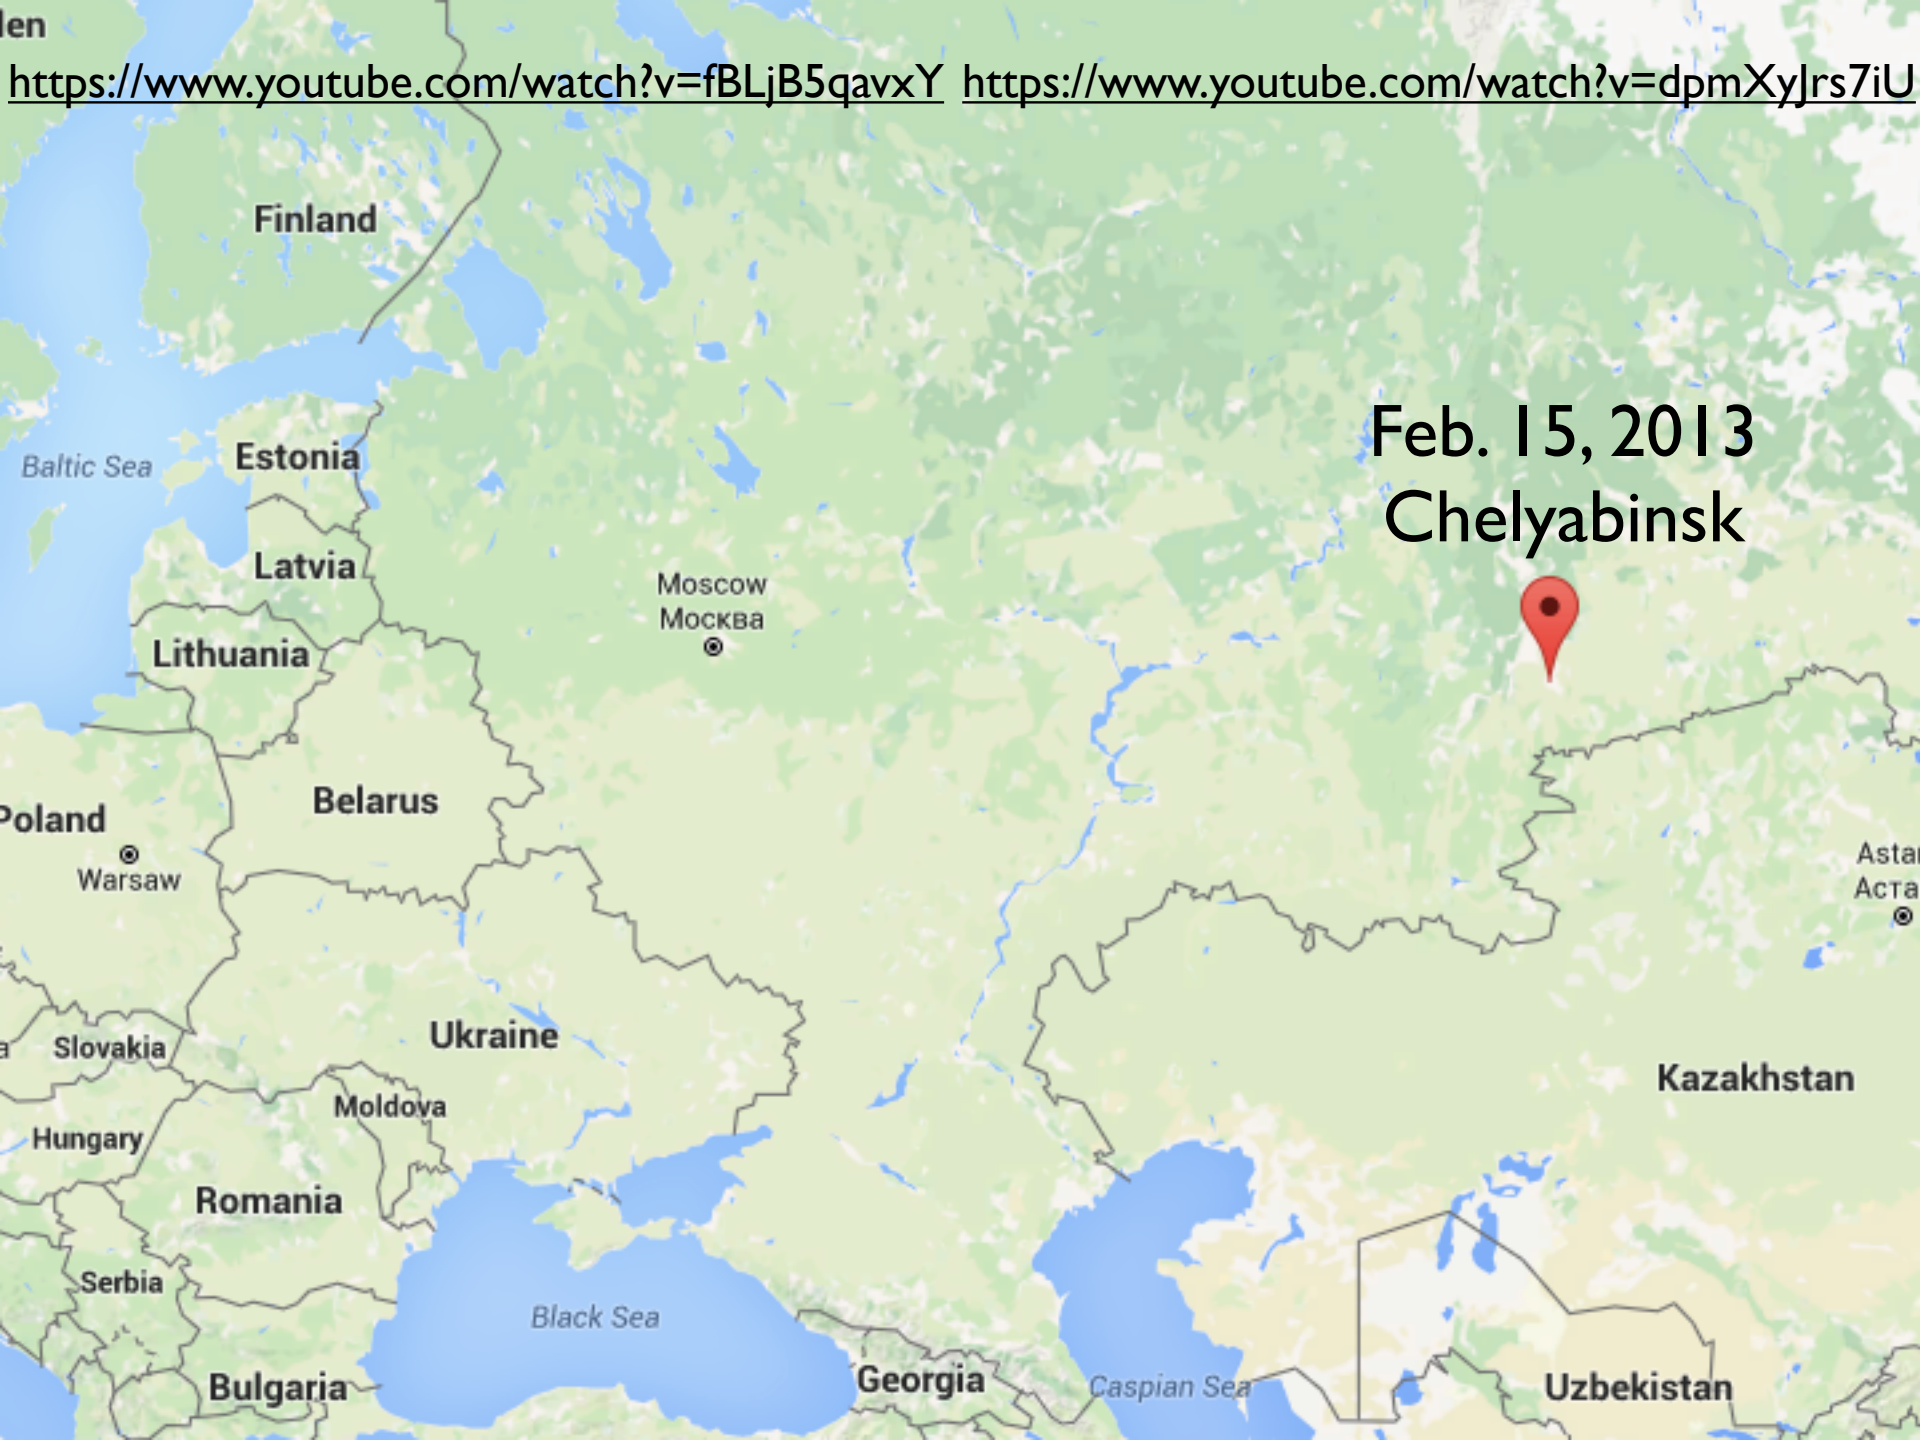 den
https://www.youtube.com/watch?v=fBLjB5qavxY https://www.youtube.com/watch?v=dpmXyJrs7iU
Finland
Feb. 15, 2013
Chelyabinsk
Baltic Sea
Estonia
Latvia
Moscow
Москва
Lithuania
Belarus
Poland
Warsaw
Astan
Аста
Ukraine
Slovakia
Kazakhstan
Moldova
Hungary
Romania
Serbia
Black Sea
Bulgaria
Georgia
Caspian Sea
Uzbekistan